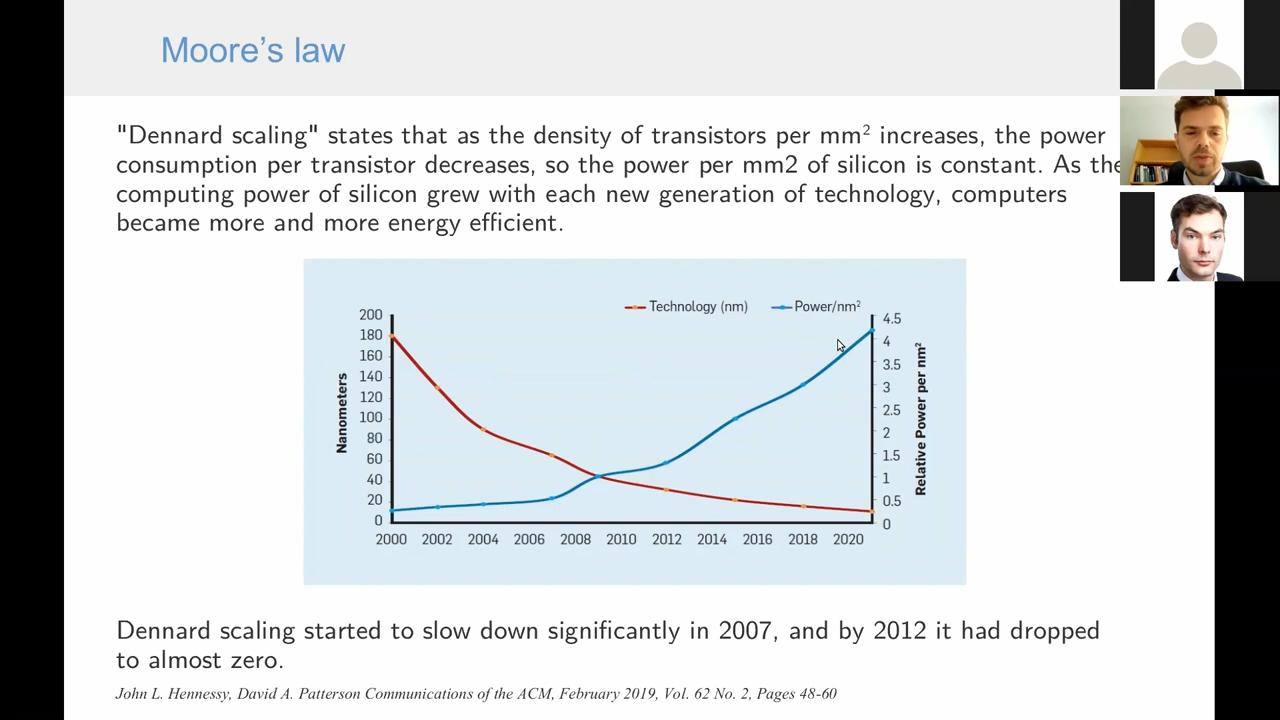 Moore's law
"Dennard scaling" states that as the density of transistors per mm² increases, the power
consumption per transistor decreases, so the power per mm2 of silicon is constant. As the
computing power of silicon grew with each new generation of technology, computers
became more and more energy efficient.
Technology (nm) Power/nm²
200
180
160
140
120
100
80
60
40
20
0
Nanometers
4.5
4
3.5
3
2.5
2
1.5
1
0.5
0
Relative Power per nm²
2000 2002 2004 2006 2008 2010 2012 2014 2016 2018 2020
Dennard scaling started to slow down significantly in 2007, and by 2012 it had dropped
to almost zero.
John L. Hennessy, David A. Patterson Communications of the ACM, February 2019, Vol. 62 No. 2, Pages 48-60